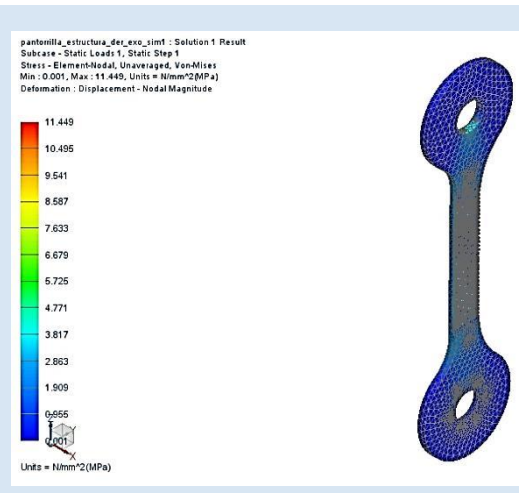 pantorrilla_estructura_der_exo_sim1 : Solution 1 Result
Subcase - Static Loads 1, Static Step 1
Stress - Element-Nodal, Unaveraged, Von-Mises
Min : 0.001, Max : 11.449, Units = N/mm^2(MPa)
Deformation : Displacement - Nodal Magnitude
11.449
10.495
9.541
8.587
7.633
6.679
5.725
4.771
3.817
2.863
1.909
0.955
0.001
X
Units = N/mm^2(MPa)